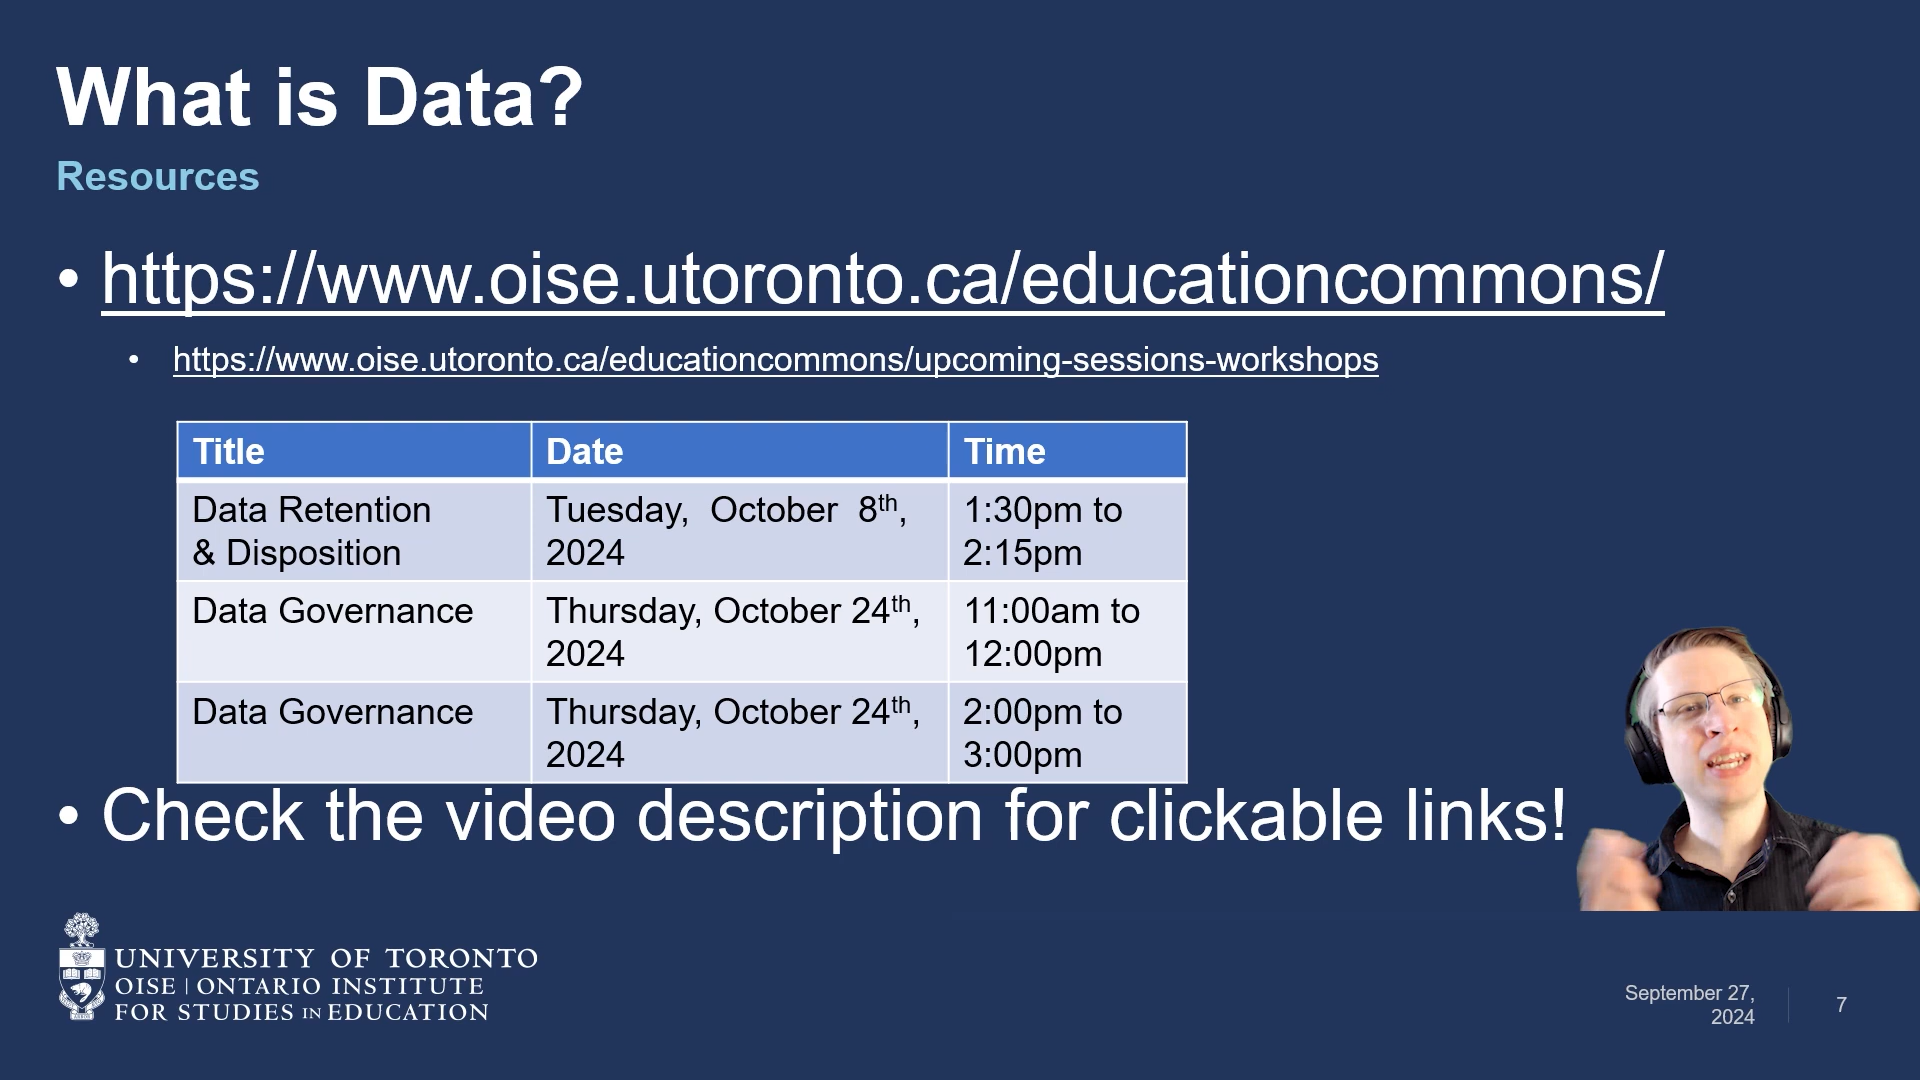 What is Data?
Resources
• https://www.oise.utoronto.ca/educationcommons/
• https://www.oise.utoronto.ca/educationcommons/upcoming-sessions-workshops
Title Date Time
Data Retention Tuesday, October 8th, 1:30pm to
& Disposition 2024 2:15pm
Data Governance Thursday, October 24th, 11:00am to
2024 12:00pm
Data Governance Thursday, October 24th, 2:00pm to
2024 3:00pm
• Check the video description for clickable links!
UNIVERSITY OF TORONTO
OISE | ONTARIO INSTITUTE
FOR STUDIES IN EDUCATION
September 27,
2024
7